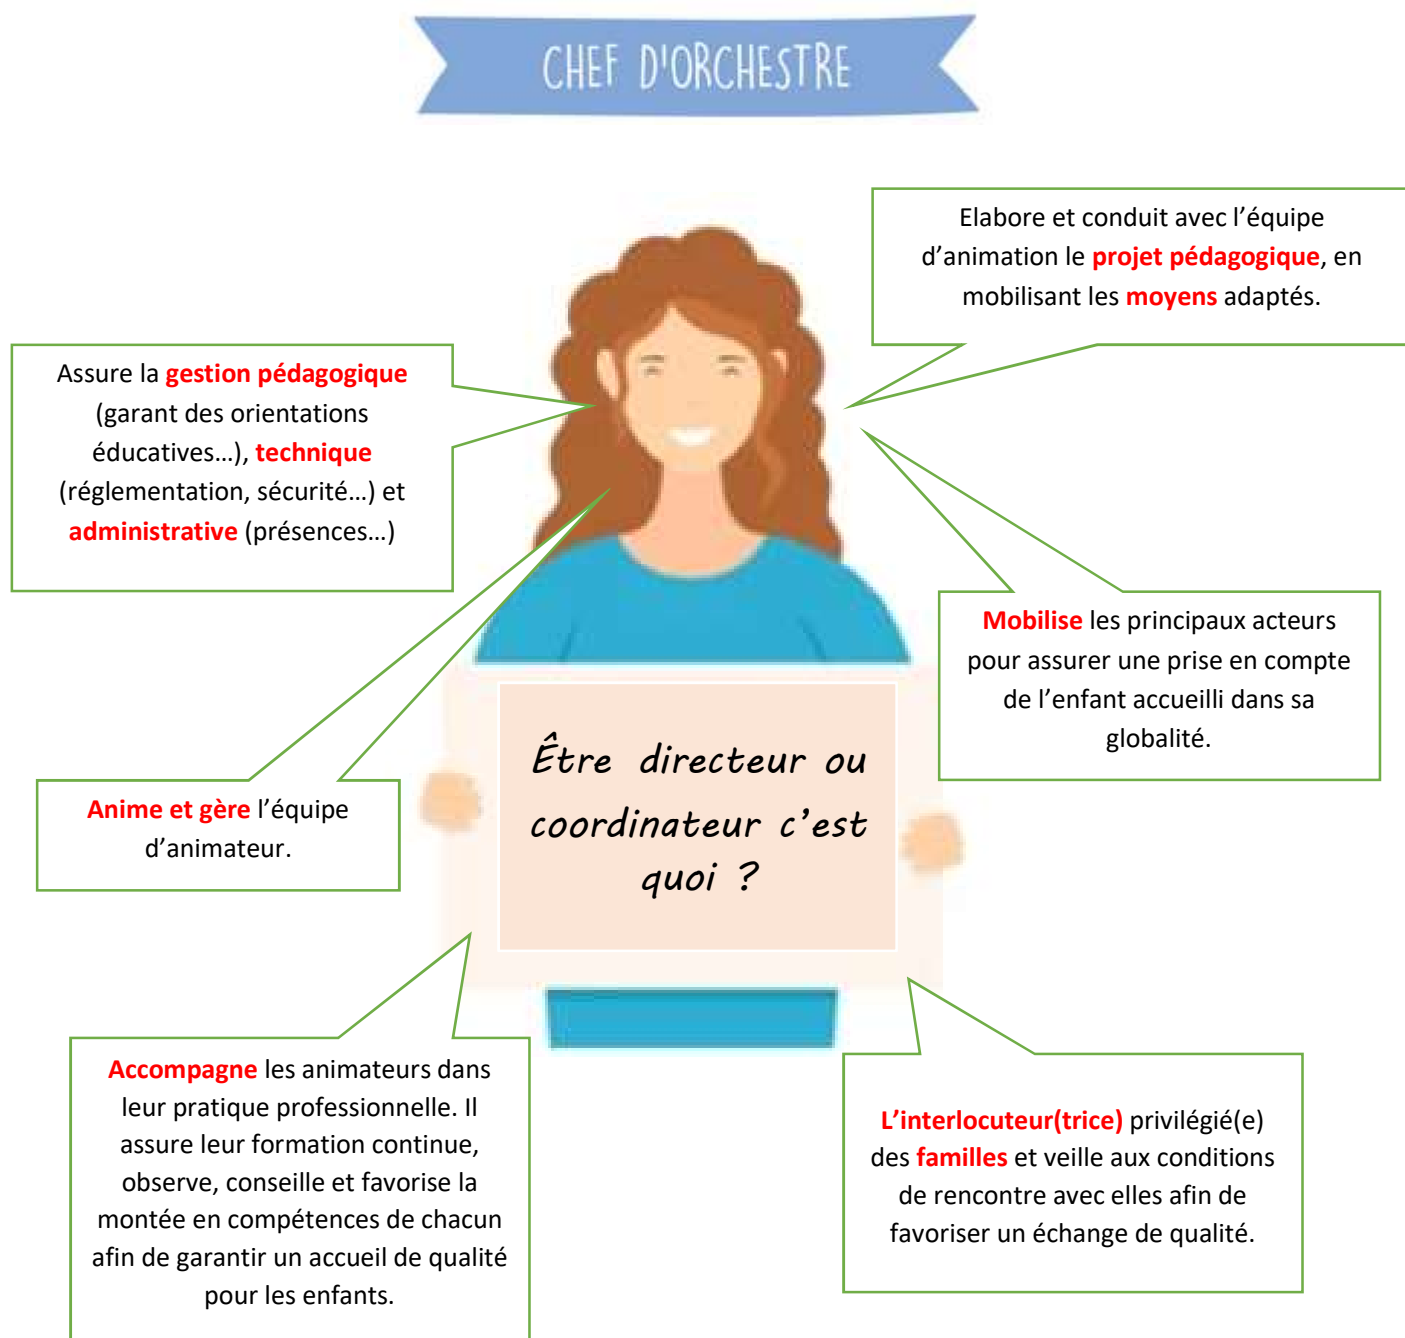 CHEF D'ORCHESTRE
Elabore et conduit avec l’équipe
d’animation le projet pédagogique, en
mobilisant les moyens adaptés.
Assure la gestion pédagogique
(garant des orientations
éducatives…), technique
(réglementation, sécurité…) et
administrative (présences…)
Mobilise les principaux acteurs
pour assurer une prise en compte
de l’enfant accueilli dans sa
globalité.
Anime et gère l’équipe
d’animateur.
Être directeur ou
coordinateur c’est
quoi ?
Accompagne les animateurs dans
leur pratique professionnelle. Il
assure leur formation continue,
observe, conseille et favorise la
montée en compétences de chacun
afin de garantir un accueil de qualité
pour les enfants.
L’interlocuteur(trice) privilégié(e)
des familles et veille aux conditions
de rencontre avec elles afin de
favoriser un échange de qualité.